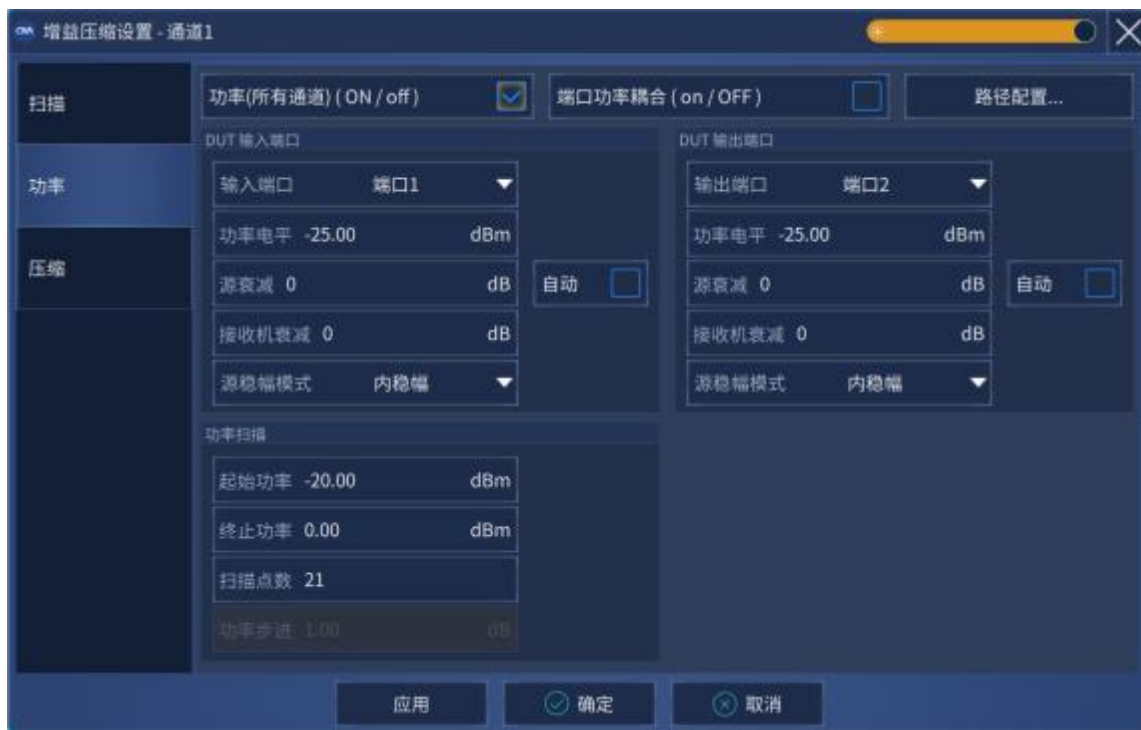 CNA 增益压缩设置 - 通道1
扫描
功率
压缩
功率(所有通道) ( ON / off )
端口功率耦合 ( on / OFF )
路径配置...
DUT 输入端口
输入端口 端口1
功率电平 -25.00 dBm
源衰减 0 dB 自动
接收机衰减 0 dB
源稳幅模式 内稳幅
DUT 输出端口
输出端口 端口2
功率电平 -25.00 dBm
源衰减 0 dB 自动
接收机衰减 0 dB
源稳幅模式 内稳幅
功率扫描
起始功率 -20.00 dBm
终止功率 0.00 dBm
扫描点数 21
功率步进 1.00 dB
应用
确定
取消